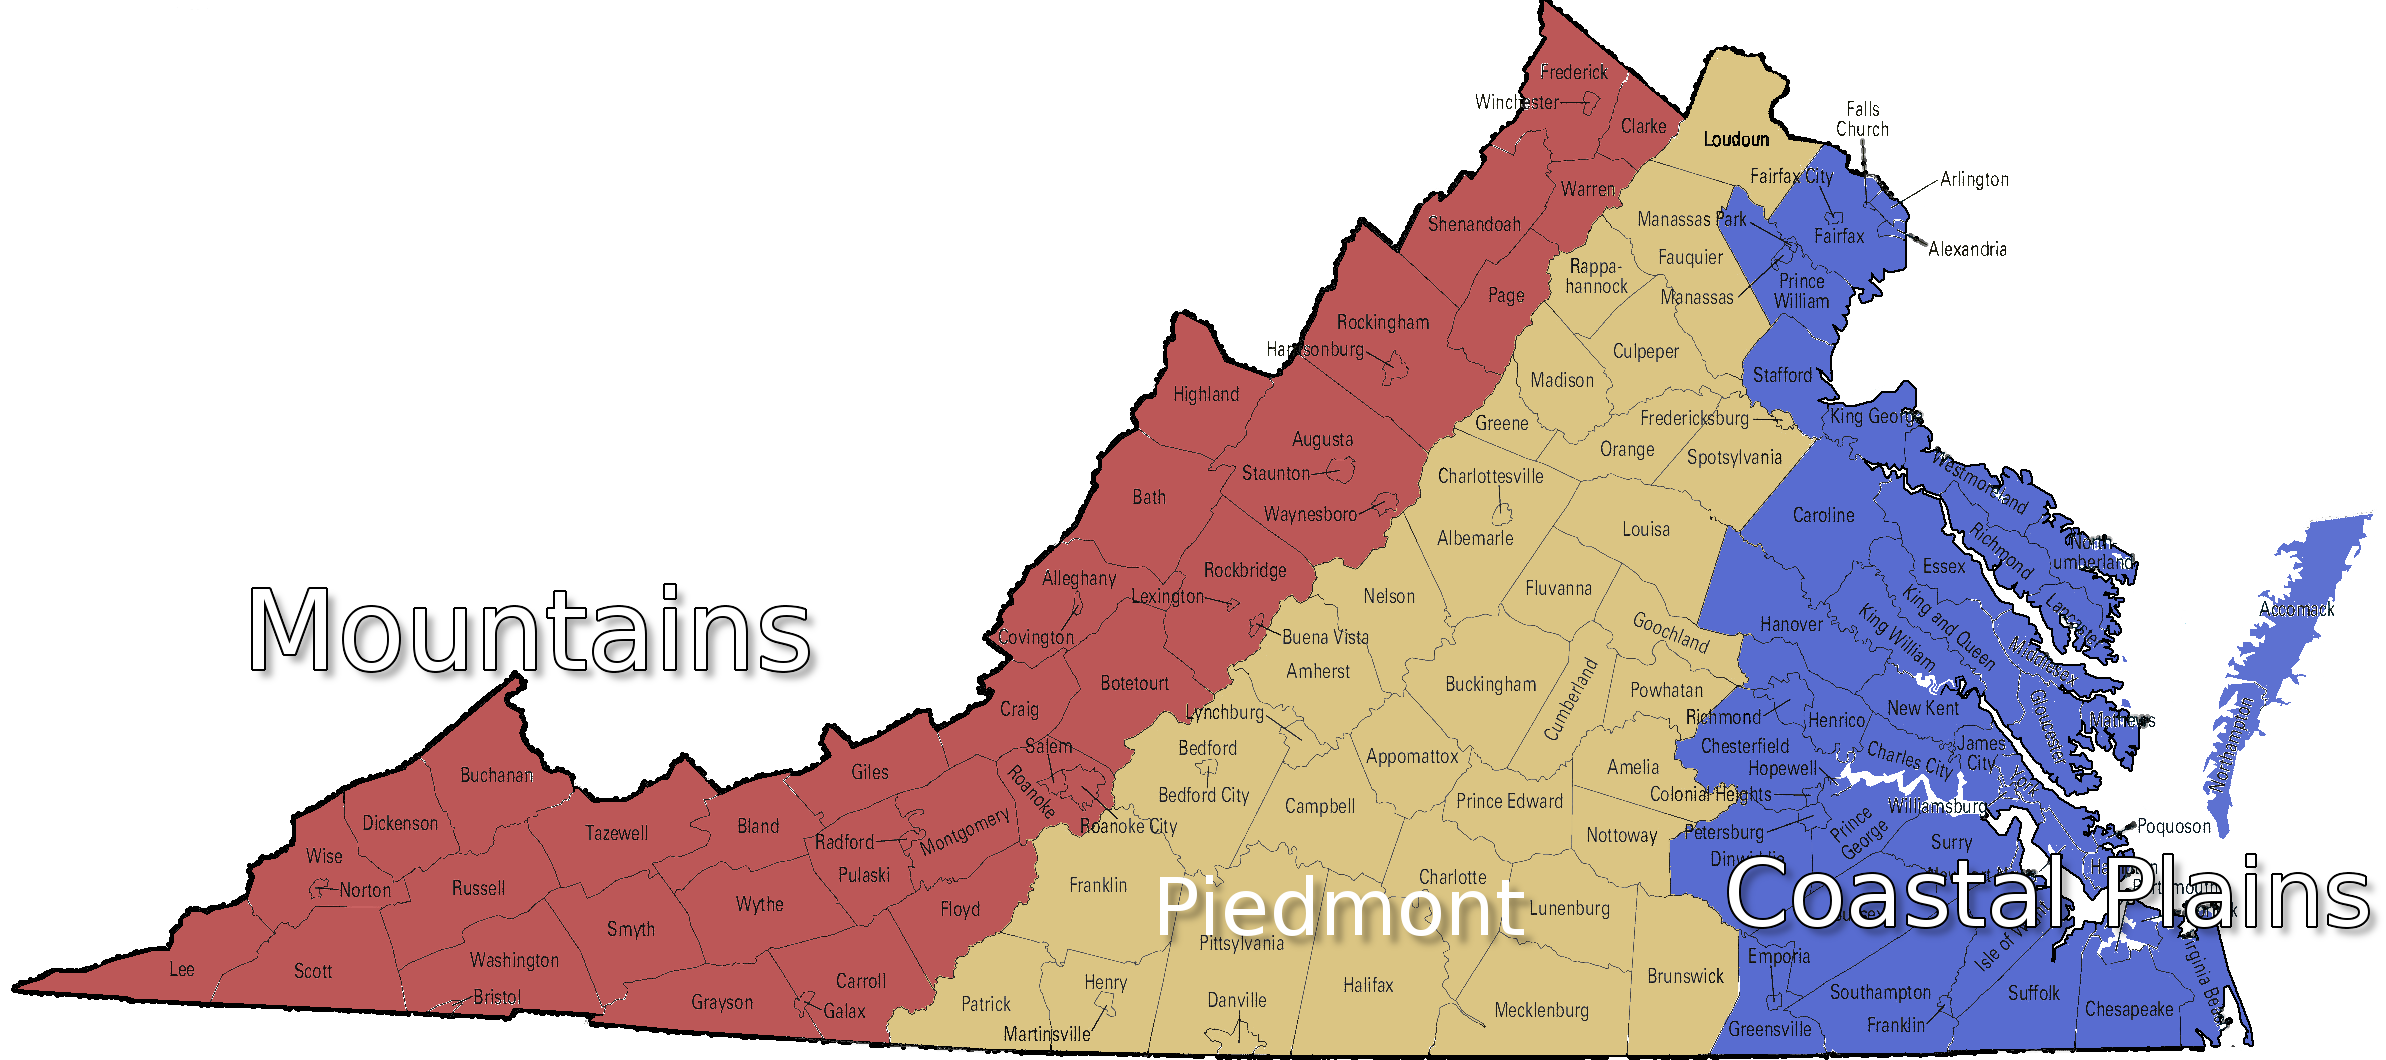 Frederick
Winchester
Clarke
Loudoun
Falls
Church
Fairfax City
Arlington
Warren
Shenandoah
Manassas Park
Fairfax
Alexandria
Fauquier
Rappa-
hannock
Page
Manassas
Prince
William
Rockingham
Harrisonburg
Culpeper
Madison
Stafford
Highland
Greene
Fredericksburg
King George
Augusta
Orange
Spotsylvania
Staunton
Charlottesville
Westmoreland
Bath
Waynesboro
Caroline
Louisa
Albemarle
Richmond
North-
umberland
Essex
Alleghany
Rockbridge
Fluvanna
Lexington
Nelson
Lancaster
Accomack
King and Queen
Hanover
King William
Goochland
Covington
Buena Vista
Mountains
Amherst
Middlesex
Botetourt
Buckingham
Cumberland
Powhatan
Craig
Lynchburg
Richmond
Henrico
New Kent
Gloucester
Mathews
Northampton
Salem
Bedford
Appomattox
Chesterfield
James
City
Charles City
Buchanan
Giles
Roanoke
Amelia
Hopewell
York
Bedford City
Campbell
Prince Edward
Colonial Heights
Williamsburg
Dickenson
Tazewell
Bland
Radford
Montgomery
Roanoke City
Nottoway
Petersburg
Prince
George
Surry
Poquoson
Wise
Dinwiddie
Norton
Russell
Pulaski
Franklin
Charlotte
Piedmont
Coastal Plains
Wythe
Floyd
Lunenburg
Smyth
Pittsylvania
Isle of Wight
Washington
Emporia
Virginia Beach
Lee
Scott
Carroll
Henry
Halifax
Brunswick
Bristol
Grayson
Galax
Patrick
Danville
Mecklenburg
Southampton
Suffolk
Chesapeake
Martinsville
Greensville
Franklin